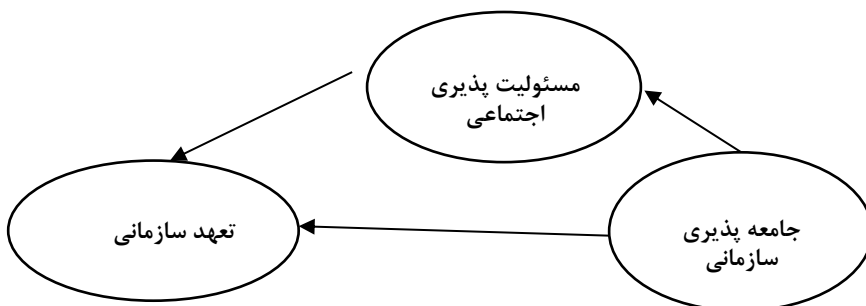 مسئولیت پذیری
اجتماعی
جامعه پذیری
سازمانی
تعهد سازمانی